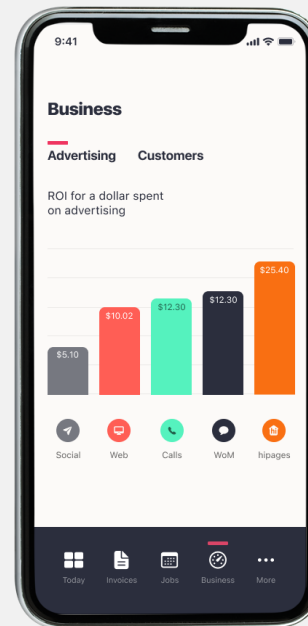 9:41
Business
Advertising Customers
ROI for a dollar spent
on advertising
$5.10
$10.02
$12.30
$12.30
$25.40
Social Web Calls WoM hipages
Today Invoices Jobs Business More